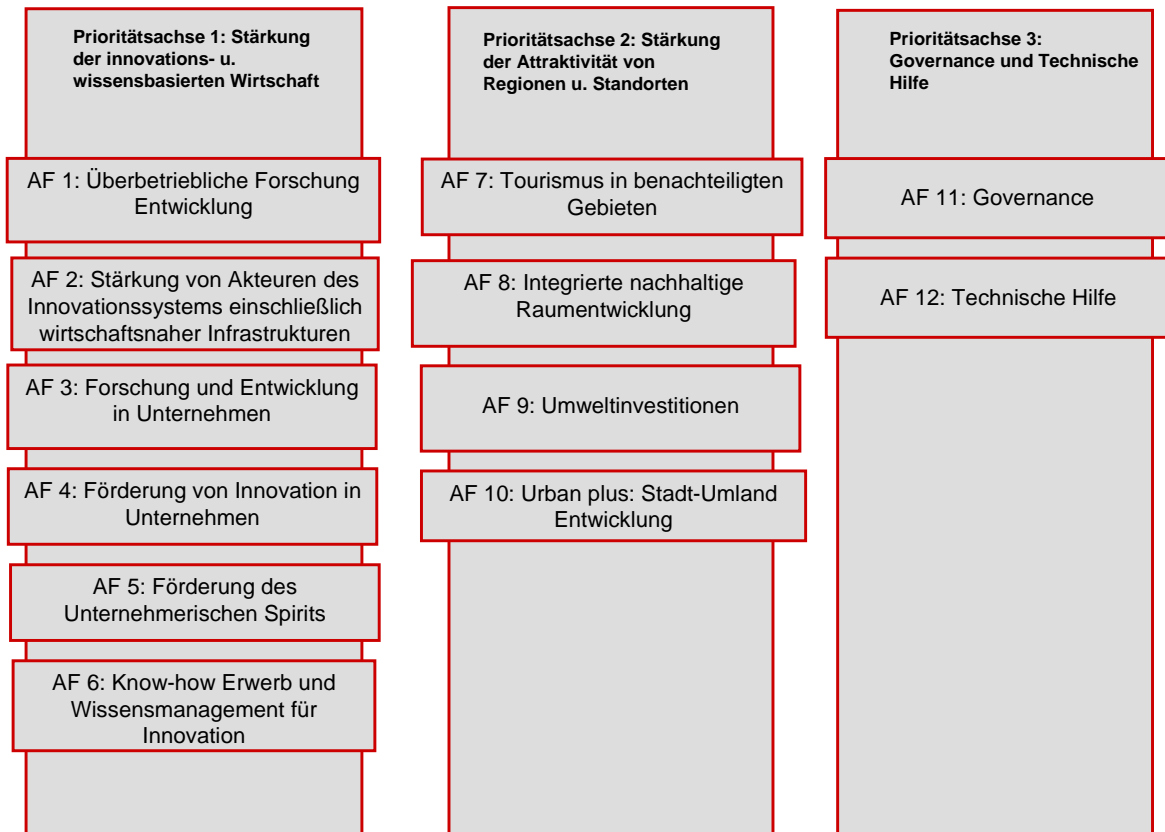 Prioritätsachse 1: Stärkung
der innovations- u.
wissensbasierten Wirtschaft
AF 1: Überbetriebliche Forschung
Entwicklung
AF 2: Stärkung von Akteuren des
Innovationssystems einschließlich
wirtschaftsnaher Infrastrukturen
AF 3: Forschung und Entwicklung
in Unternehmen
AF 4: Förderung von Innovation in
Unternehmen
AF 5: Förderung des
Unternehmerischen Spirits
AF 6: Know-how Erwerb und
Wissensmanagement für
Innovation
Prioritätsachse 2: Stärkung
der Attraktivität von
Regionen u. Standorten
AF 7: Tourismus in benachteiligten
Gebieten
AF 8: Integrierte nachhaltige
Raumentwicklung
AF 9: Umweltinvestitionen
AF 10: Urban plus: Stadt-Umland
Entwicklung
Prioritätsachse 3:
Governance und Technische
Hilfe
AF 11: Governance
AF 12: Technische Hilfe